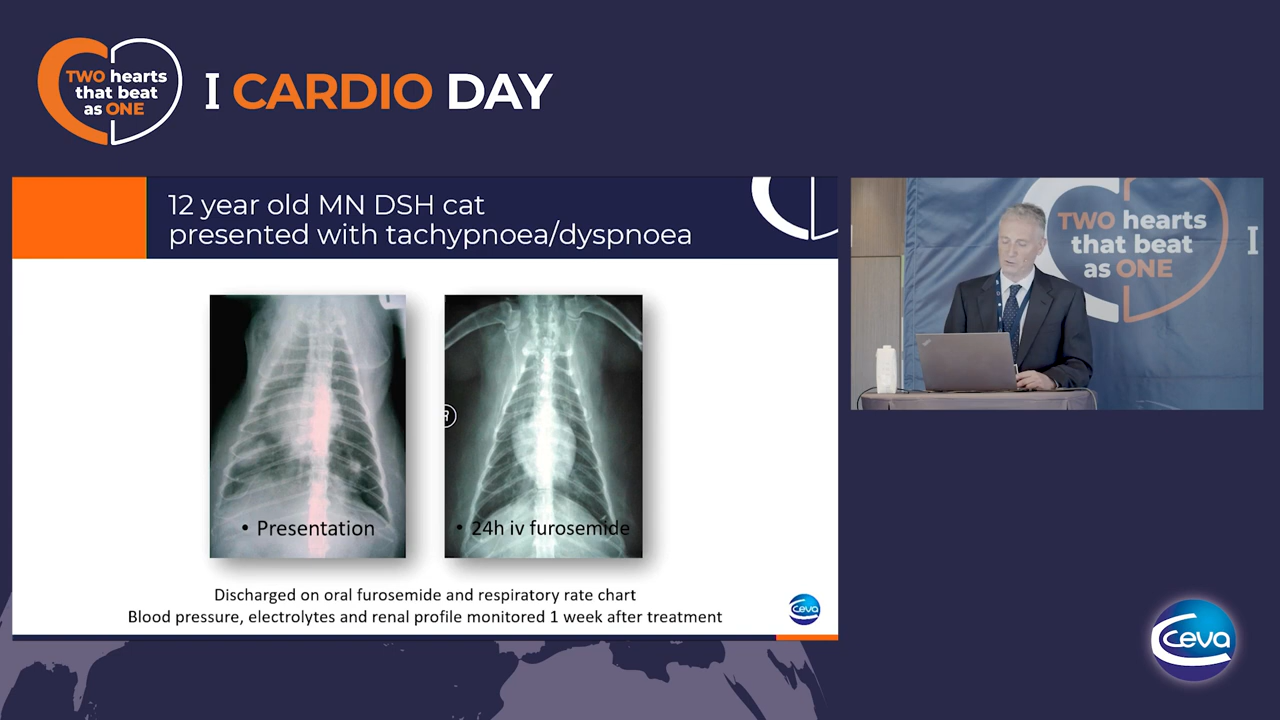 TWO hearts
that beat
as ONE
I CARDIO DAY
12 year old MN DSH cat
presented with tachypnoea/dyspnoea
• Presentation
• 24h iv furosemide
Discharged on oral furosemide and respiratory rate chart
Blood pressure, electrolytes and renal profile monitored 1 week after treatment
Ceva
TWO hearts
that beat
as ONE
I
Ceva